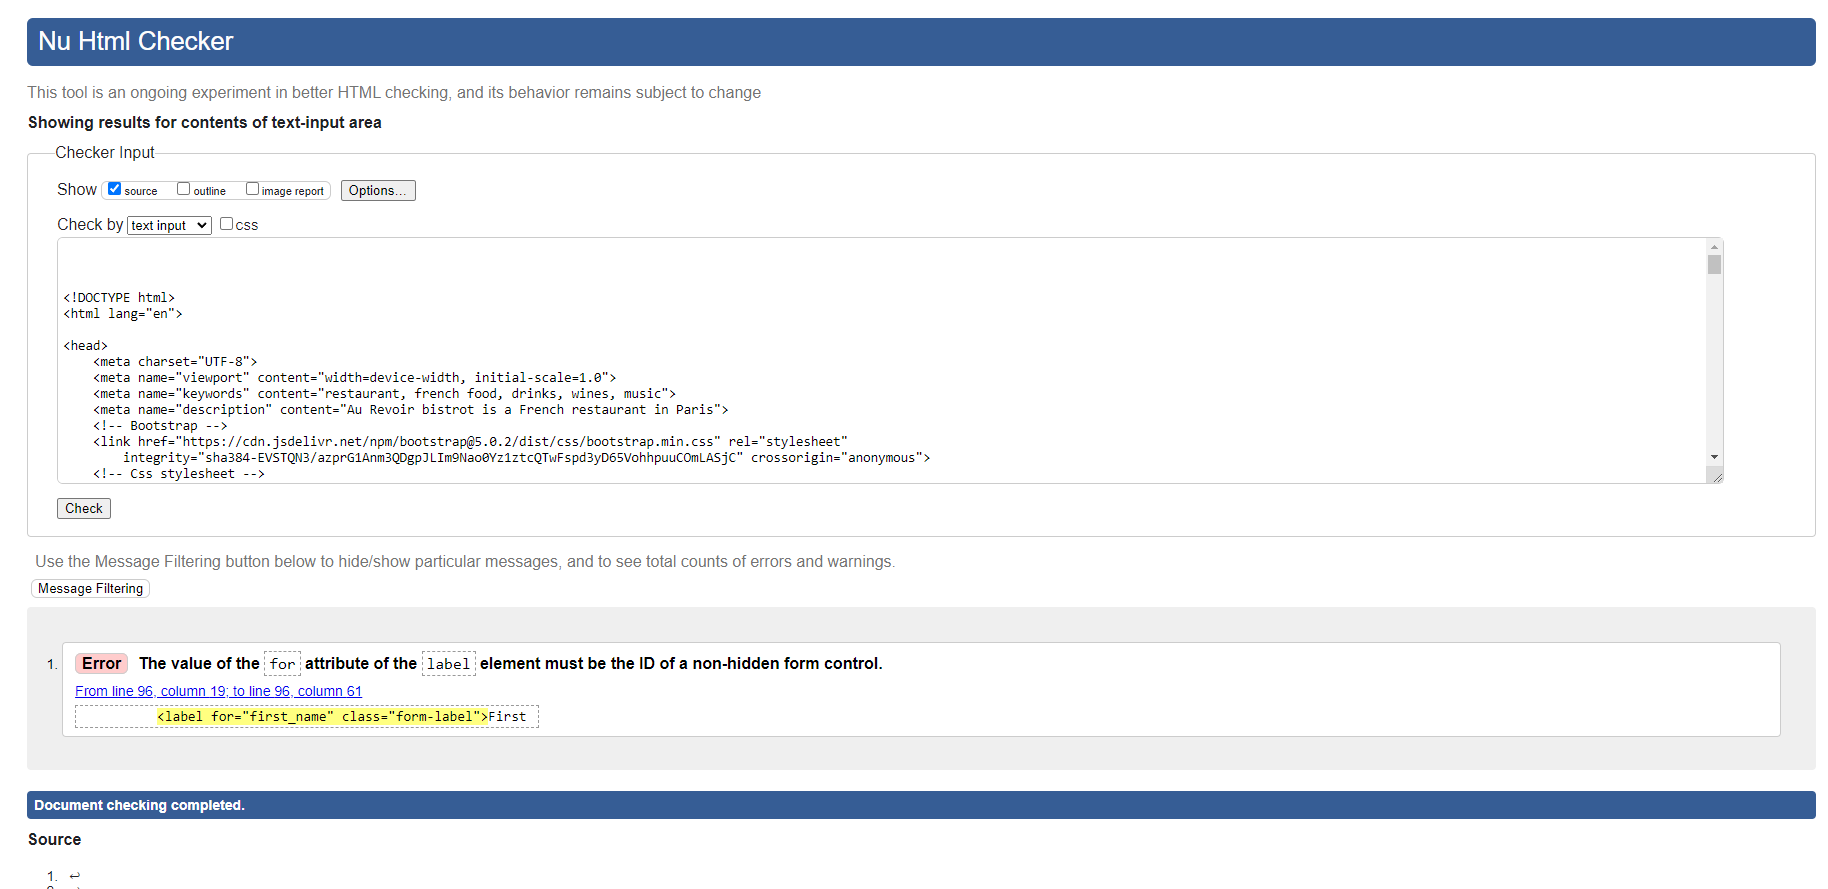 Nu Html Checker
This tool is an ongoing experiment in better HTML checking, and its behavior remains subject to change
Showing results for contents of text-input area
Checker Input
Show source outline image report Options...
Check by text input css
<!DOCTYPE html>
<html lang="en">
<head>
<meta charset="UTF-8">
<meta name="viewport" content="width=device-width, initial-scale=1.0">
<meta name="keywords" content="restaurant, french food, drinks, wines, music">
<meta name="description" content="Au Revoir bistrot is a French restaurant in Paris">
<!-- Bootstrap -->
<link href="https://cdn.jsdelivr.net/npm/bootstrap@5.0.2/dist/css/bootstrap.min.css" rel="stylesheet"
integrity="sha384-EVSTQN3/azprG1Anm3QDgpJLIm9Nao0Yz1ztcQTwFspd3yD65VohhpuuCOmLASjC" crossorigin="anonymous">
<!-- Css stylesheet -->
Check
Use the Message Filtering button below to hide/show particular messages, and to see total counts of errors and warnings.
Message Filtering
1. Error The value of the for attribute of the label element must be the ID of a non-hidden form control.
From line 96, column 19; to line 96, column 61
<label for="first_name" class="form-label">First
Document checking completed.
Source
1. ↩